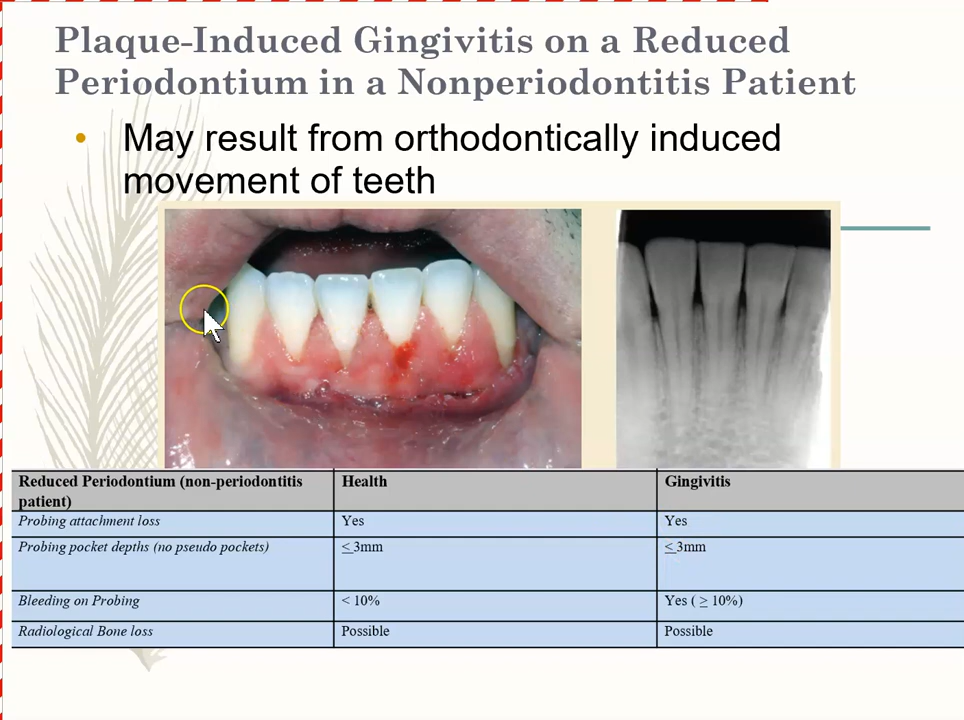 Plaque-Induced Gingivitis on a Reduced
Periodontium in a Nonperiodontitis Patient
• May result from orthodontically induced
movement of teeth
Reduced Periodontium (non-periodontitis
patient)
Health
Gingivitis
Probing attachment loss
Yes
Yes
Probing pocket depths (no pseudo pockets)
≤ 3mm
≤ 3mm
Bleeding on Probing
< 10%
Yes ( ≥ 10%)
Radiological Bone loss
Possible
Possible